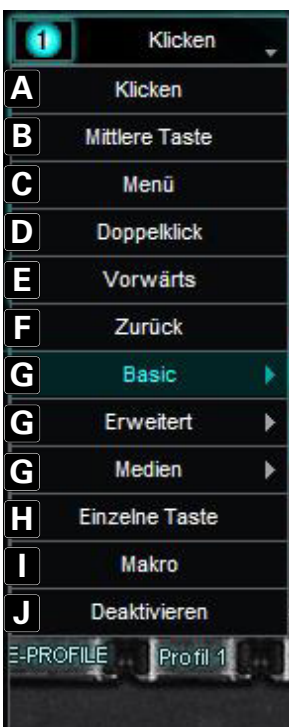 1 Klicken
A Klicken
B Mittlere Taste
C Menü
D Doppelklick
E Vorwärts
F Zurück
G Basic
G Erweitert
G Medien
H Einzelne Taste
I Makro
J Deaktivieren
E-PROFILE Profil 1